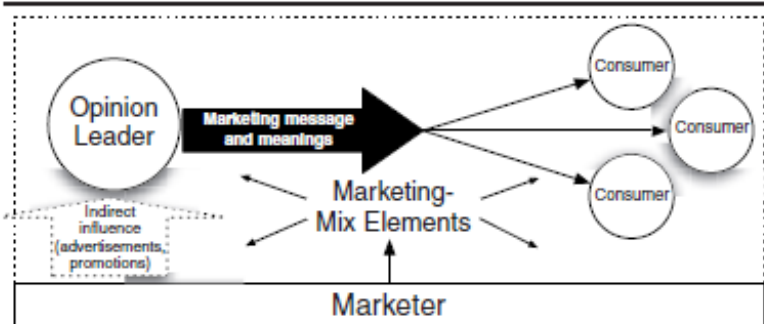 Opinion
Leader
Marketing message
and meanings
Consumer
Consumer
Consumer
Marketing-
Mix Elements
Indirect
influence
(advertisements,
promotions)
Marketer